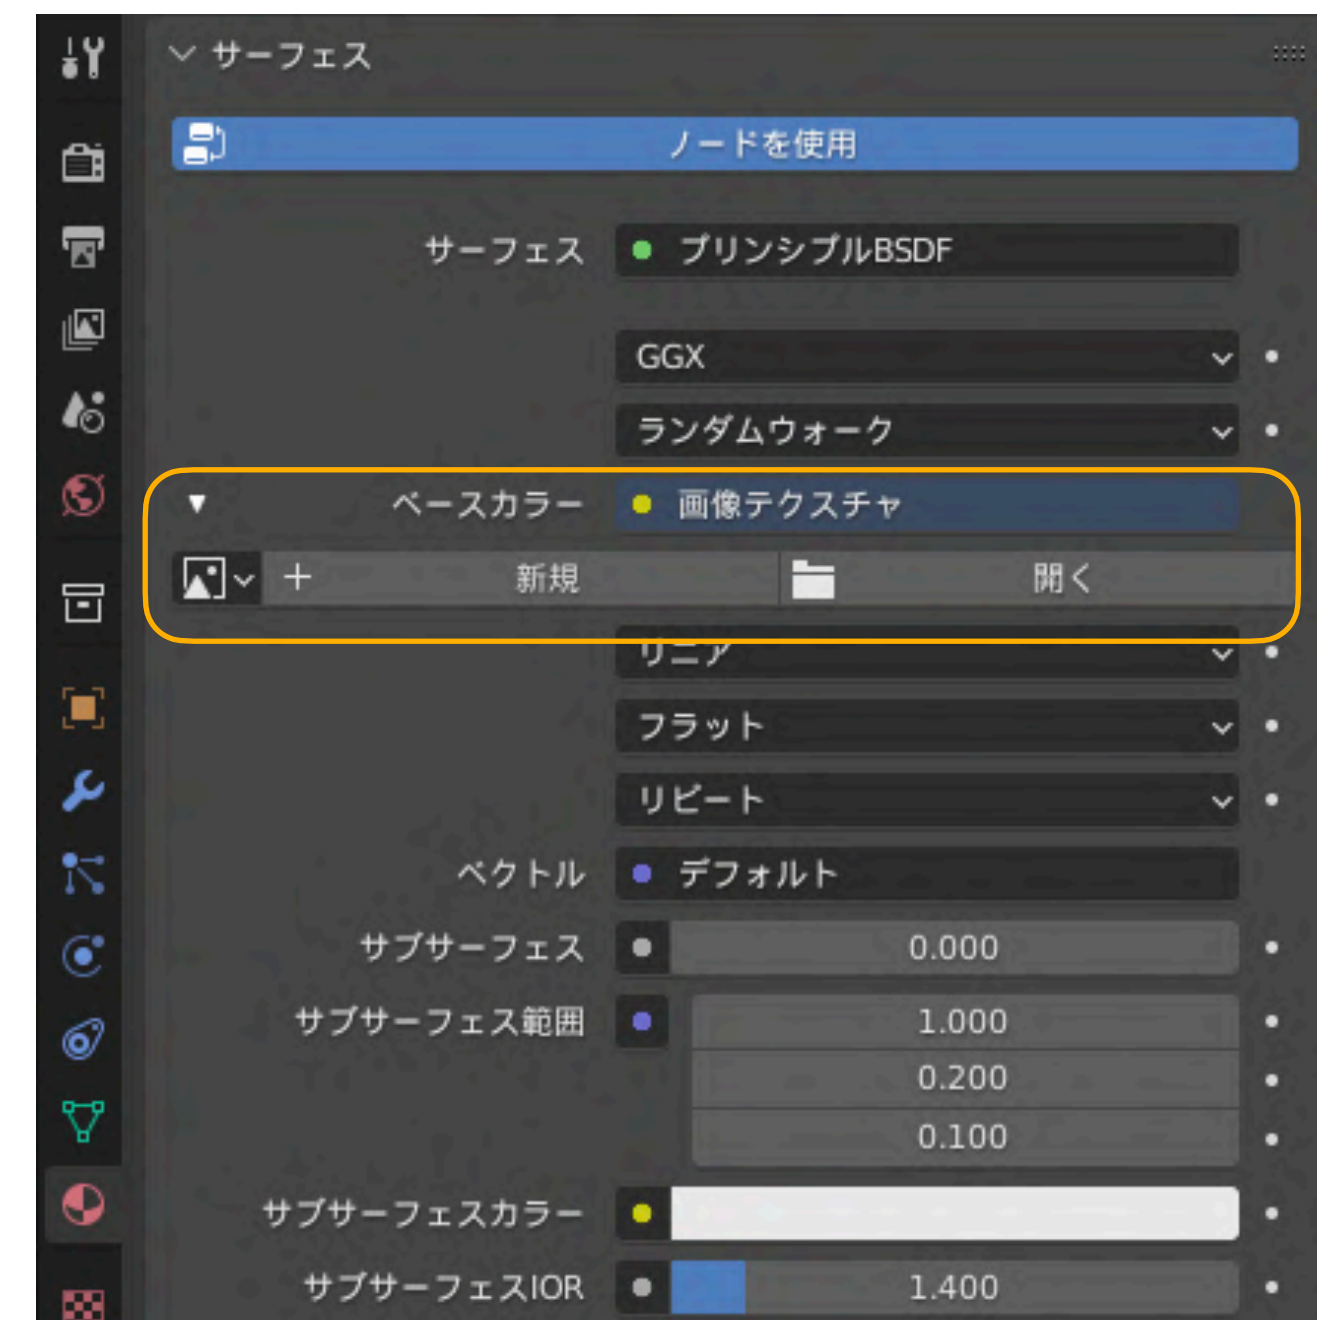 サーフェス
ノードを使用
サーフェス プリンシプルBSDF
GGX
ランダムウォーク
ベースカラー 画像テクスチャ
新規 開く
リニア
フラット
リピート
ベクトル デフォルト
サブサーフェス 0.000
サブサーフェス範囲 1.000
0.200
0.100
サブサーフェスカラー
サブサーフェスIOR 1.400